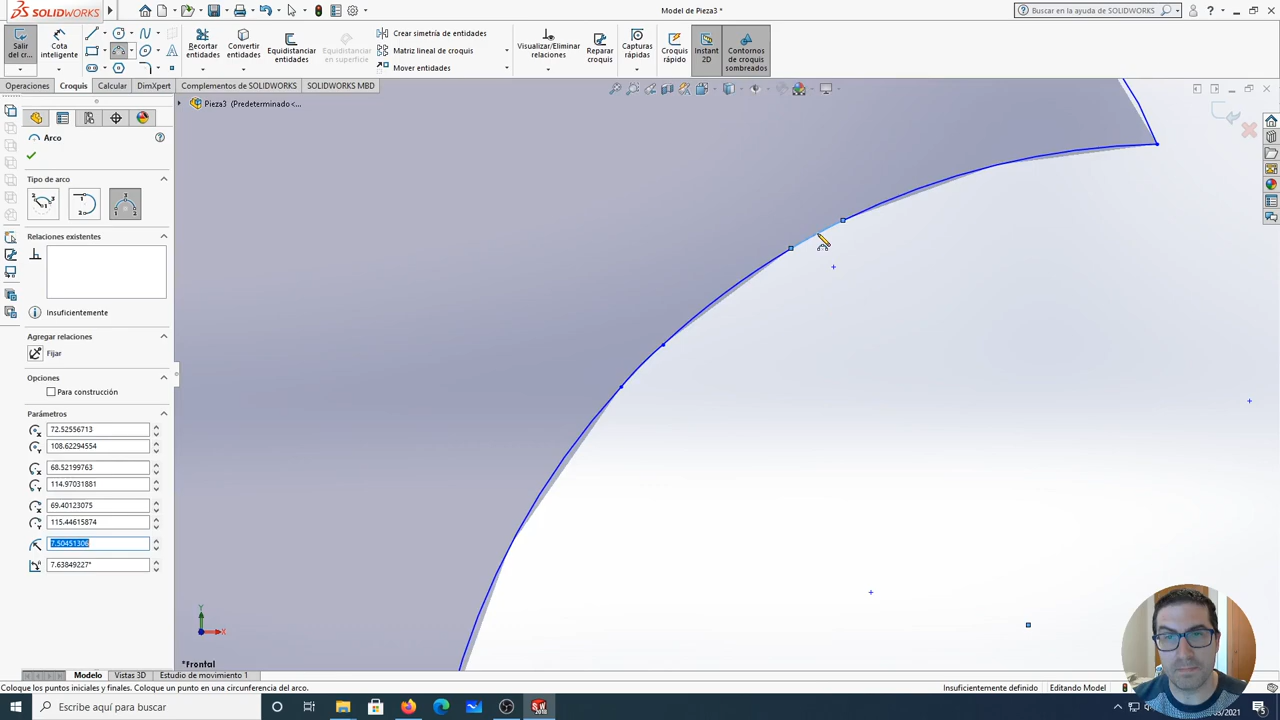 SOLIDWORKS
Model de Pieza3 *
Buscar en la ayuda de SOLIDWORKS
Salir del cr...
Cota inteligente
Recortar entidades
Convertir entidades
Equidistanciar entidades
Equidistanciar en superficie
Crear simetría de entidades
Matriz lineal de croquis
Mover entidades
Visualizar/Eliminar relaciones
Reparar croquis
Capturas rápidas
Croquis rápido
Instant 2D
Contornos de croquis sombreados
Operaciones
Croquis
Calcular
DimXpert
Complementos de SOLIDWORKS
SOLIDWORKS MBD
Pieza3 (Predeterminado <...
Arco
Tipo de arco
Relaciones existentes
Insuficientemente
Agregar relaciones
Fijar
Opciones
Para construcción
Parámetros
72.52556713
108.62294554
68.52199763
114.97031881
69.40123075
115.44615874
7.50451306
7.63849227°
Y
X
*Frontal
Modelo
Vistas 3D
Estudio de movimiento 1
Coloque los puntos iniciales y finales. Coloque un punto en una circunferencia del arco.
Insuficientemente definido
Editando Model
Escribe aquí para buscar